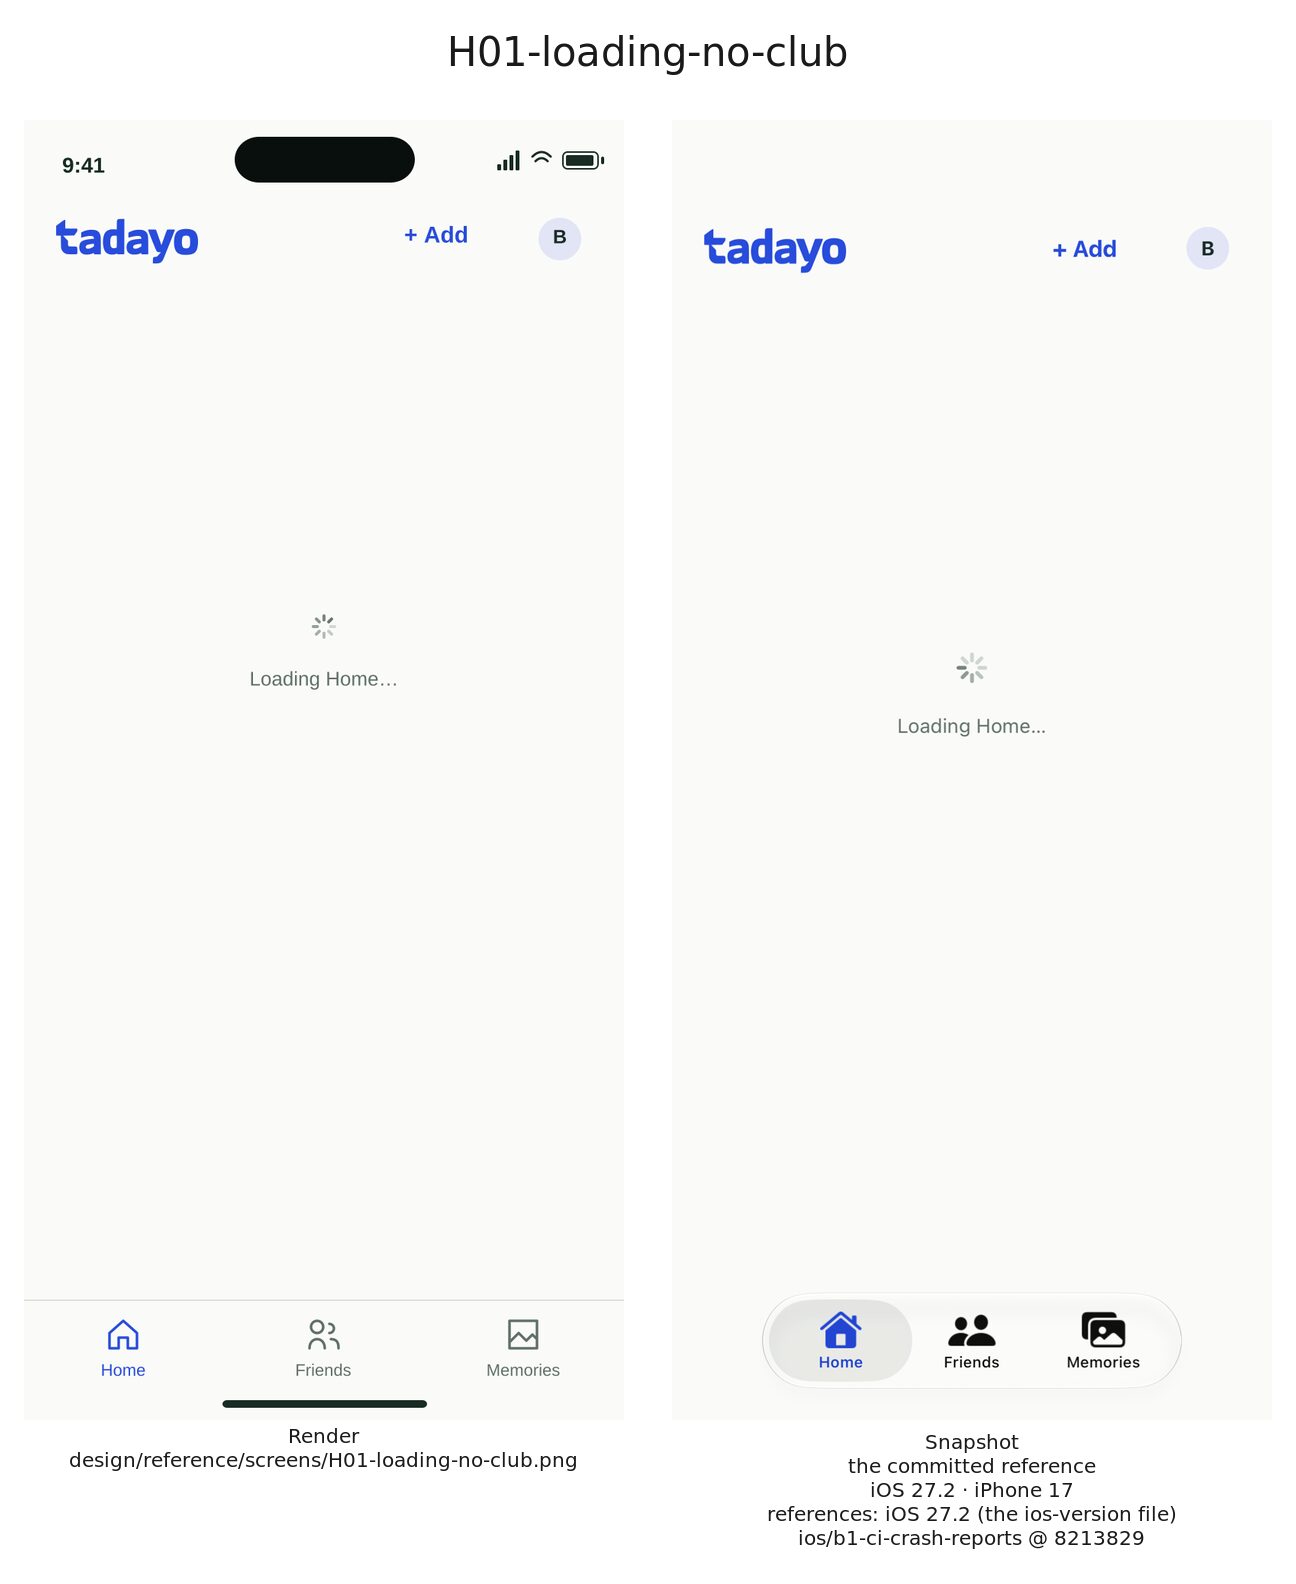 H01-loading-no-club
9:41
tadayo
+ Add
B
Loading Home…
Home
Friends
Memories
Render
design/reference/screens/H01-loading-no-club.png
tadayo
+ Add
B
Loading Home...
Home
Friends
Memories
Snapshot
the committed reference
iOS 27.2 · iPhone 17
references: iOS 27.2 (the ios-version file)
ios/b1-ci-crash-reports @ 8213829